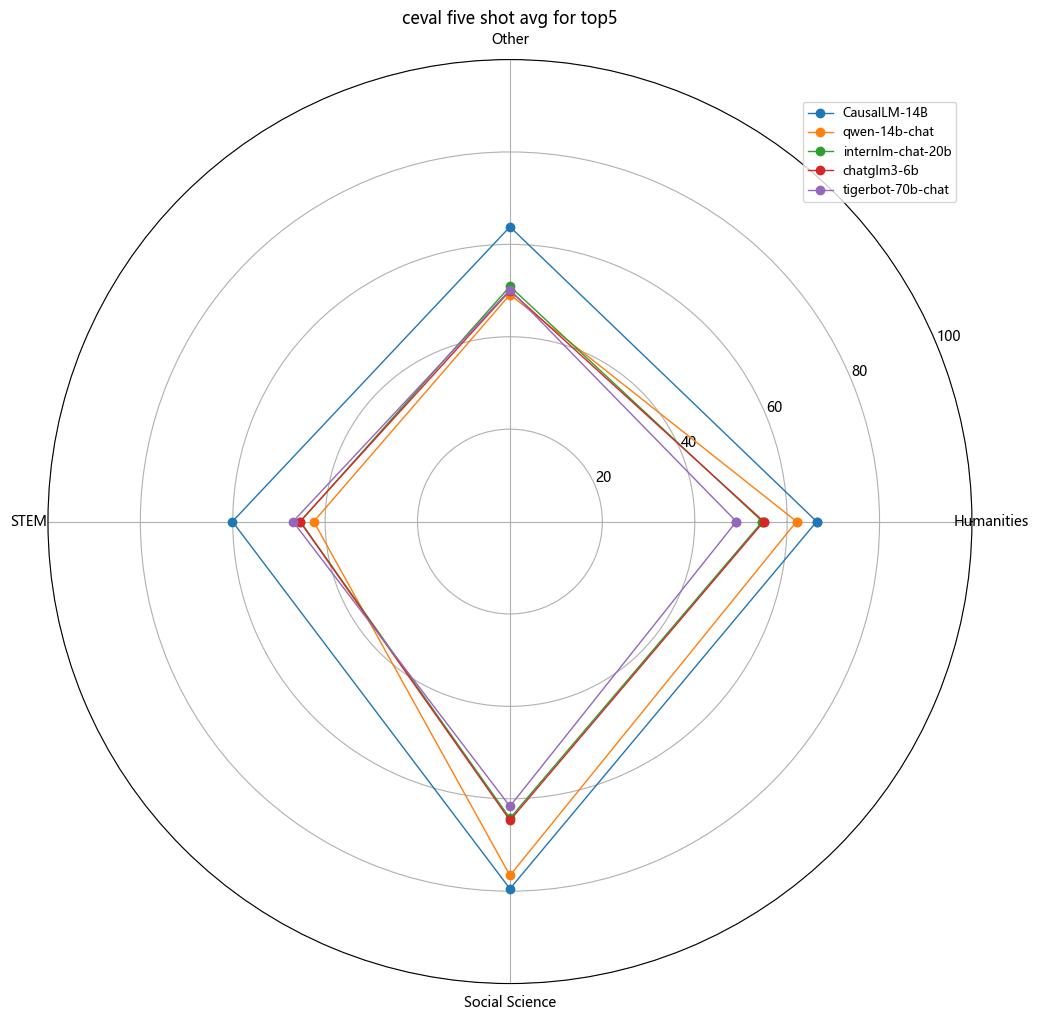 ceval five shot avg for top5
Other
CausalLM-14B
qwen-14b-chat
internlm-chat-20b
chatglm3-6b
tigerbot-70b-chat
100
80
60
40
20
STEM
Humanities
Social Science